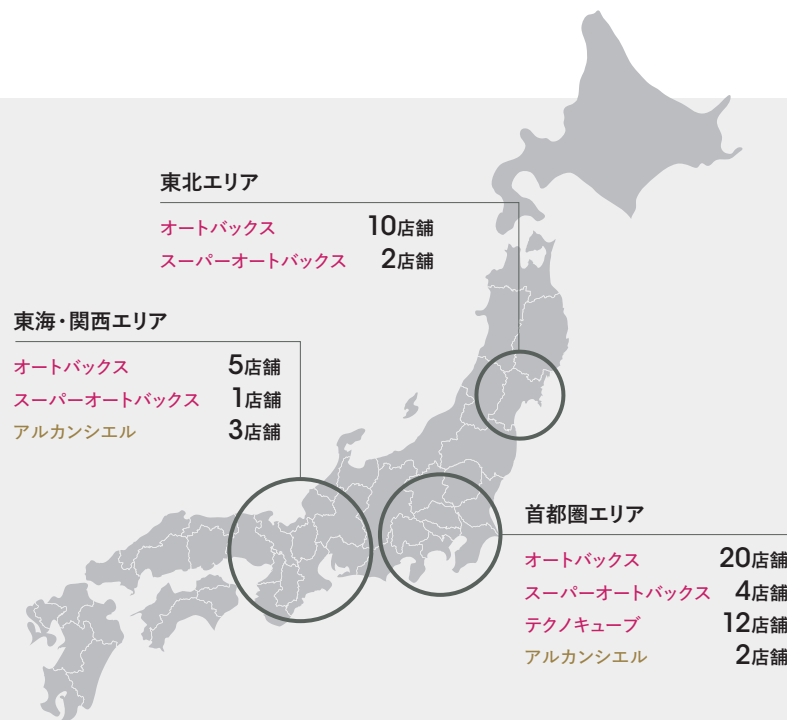 東北エリア
オートバックス 10店舗
スーパーオートバックス 2店舗
東海・関西エリア
オートバックス 5店舗
スーパーオートバックス 1店舗
アルカンシエル 3店舗
首都圏エリア
オートバックス 20店舗
スーパーオートバックス 4店舗
テクノキューブ 12店舗
アルカンシエル 2店舗